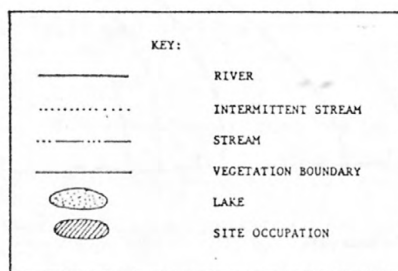 KEY:
RIVER
INTERMITTENT STREAM
STREAM
VEGETATION BOUNDARY
LAKE
SITE OCCUPATION